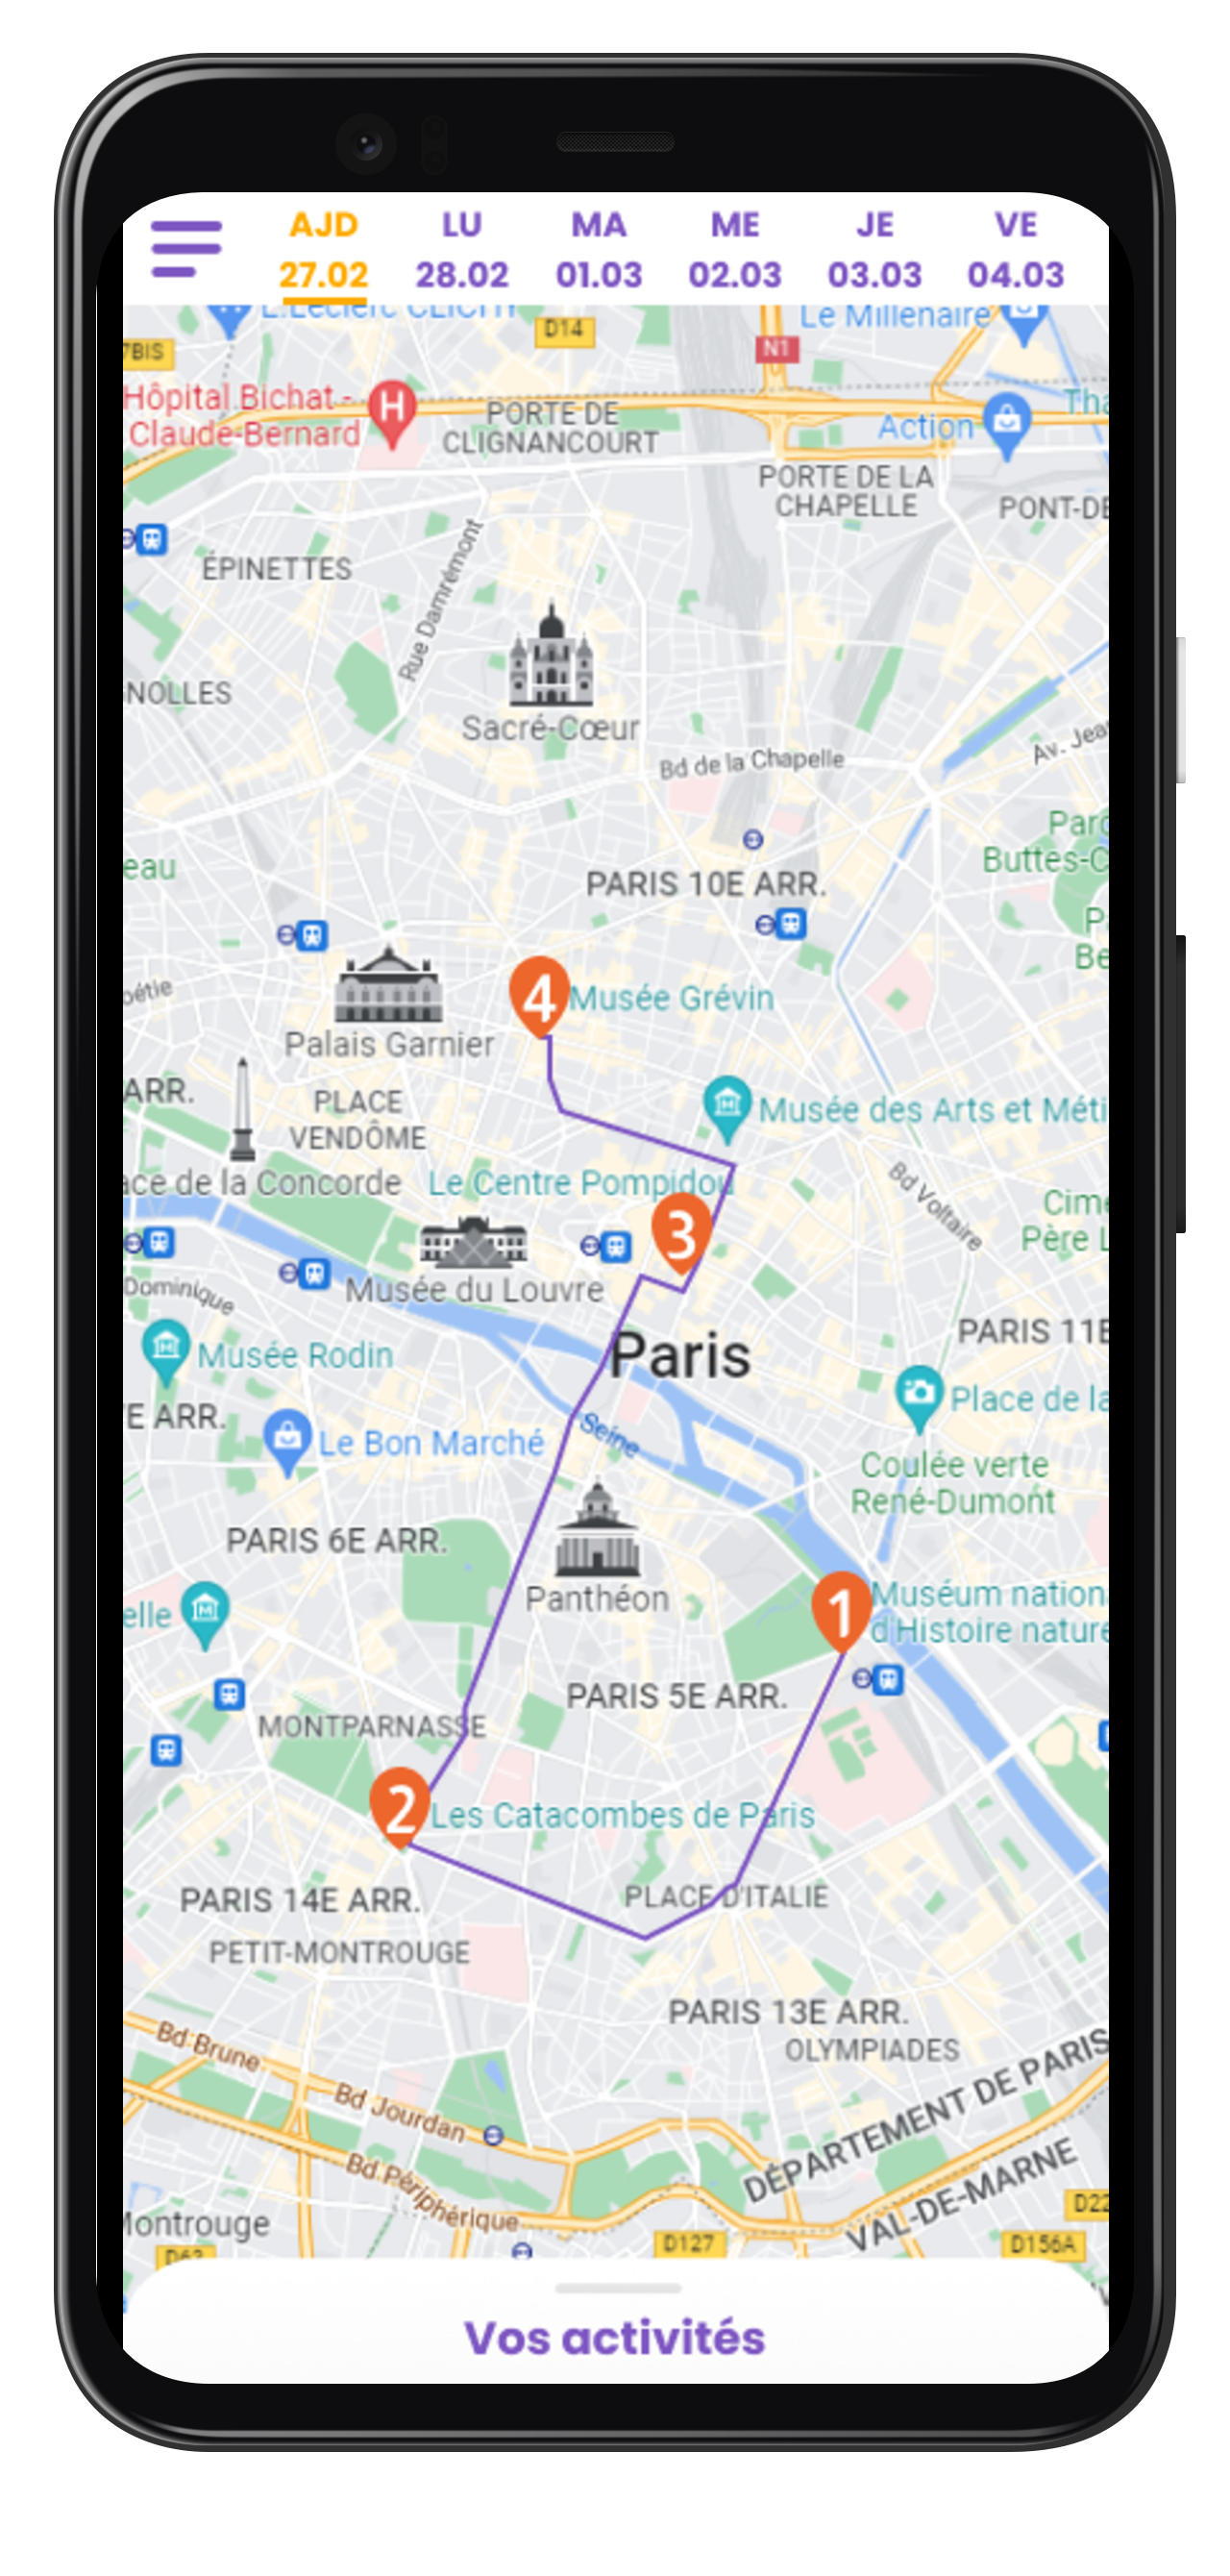 AJD LU MA ME JE VE
27.02 28.02 01.03 02.03 03.03 04.03
L.Leclerc CLICHY
Le Millénaire
D14
N1
7BIS
Hôpital Bichat -
Claude-Bernard
PORTE DE
CLIGNANCOURT
Action
PORTE DE LA
CHAPELLE
PONT-DE
ÉPINETTES
Rue Damrémont
NOLLES
Sacré-Cœur
Bd de la Chapelle
Av. Jea
Parc
Buttes-C
eau
PARIS 10E ARR.
P
Be
oétie
4
Musée Grévin
Palais Garnier
ARR.
PLACE
VENDÔME
Musée des Arts et Méti
ace de la Concorde
Le Centre Pompidou
Bd Voltaire
3
Cime
Père L
Musée du Louvre
Dominique
PARIS 11E
Paris
Musée Rodin
Place de la
E ARR.
Le Bon Marché
Seine
Coulée verte
René-Dumont
PARIS 6E ARR.
Panthéon
1
Muséum nation
d'Histoire nature
elle
PARIS 5E ARR.
MONTPARNASSE
2
Les Catacombes de Paris
PARIS 14E ARR.
PLACE D'ITALIE
PETIT-MONTROUGE
PARIS 13E ARR.
OLYMPIADES
Bd Brune
Bd Jourdan
Bd Périphérique
DÉPARTEMENT DE PARIS
VAL-DE-MARNE
Montrouge
D22
D127
D156A
D63
Vos activités